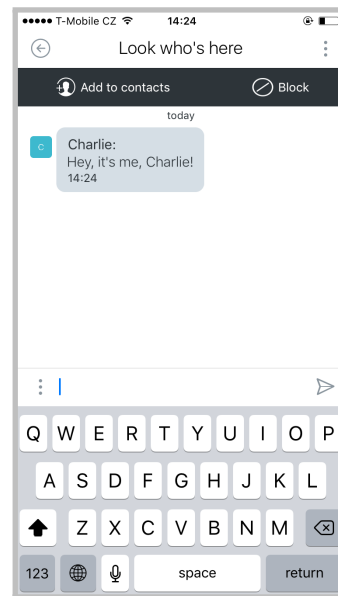 T-Mobile CZ 14:24
Look who's here
Add to contacts Block
today
C
Charlie:
Hey, it's me, Charlie!
14:24
Q W E R T Y U I O P
A S D F G H J K L
Z X C V B N M
123 space return